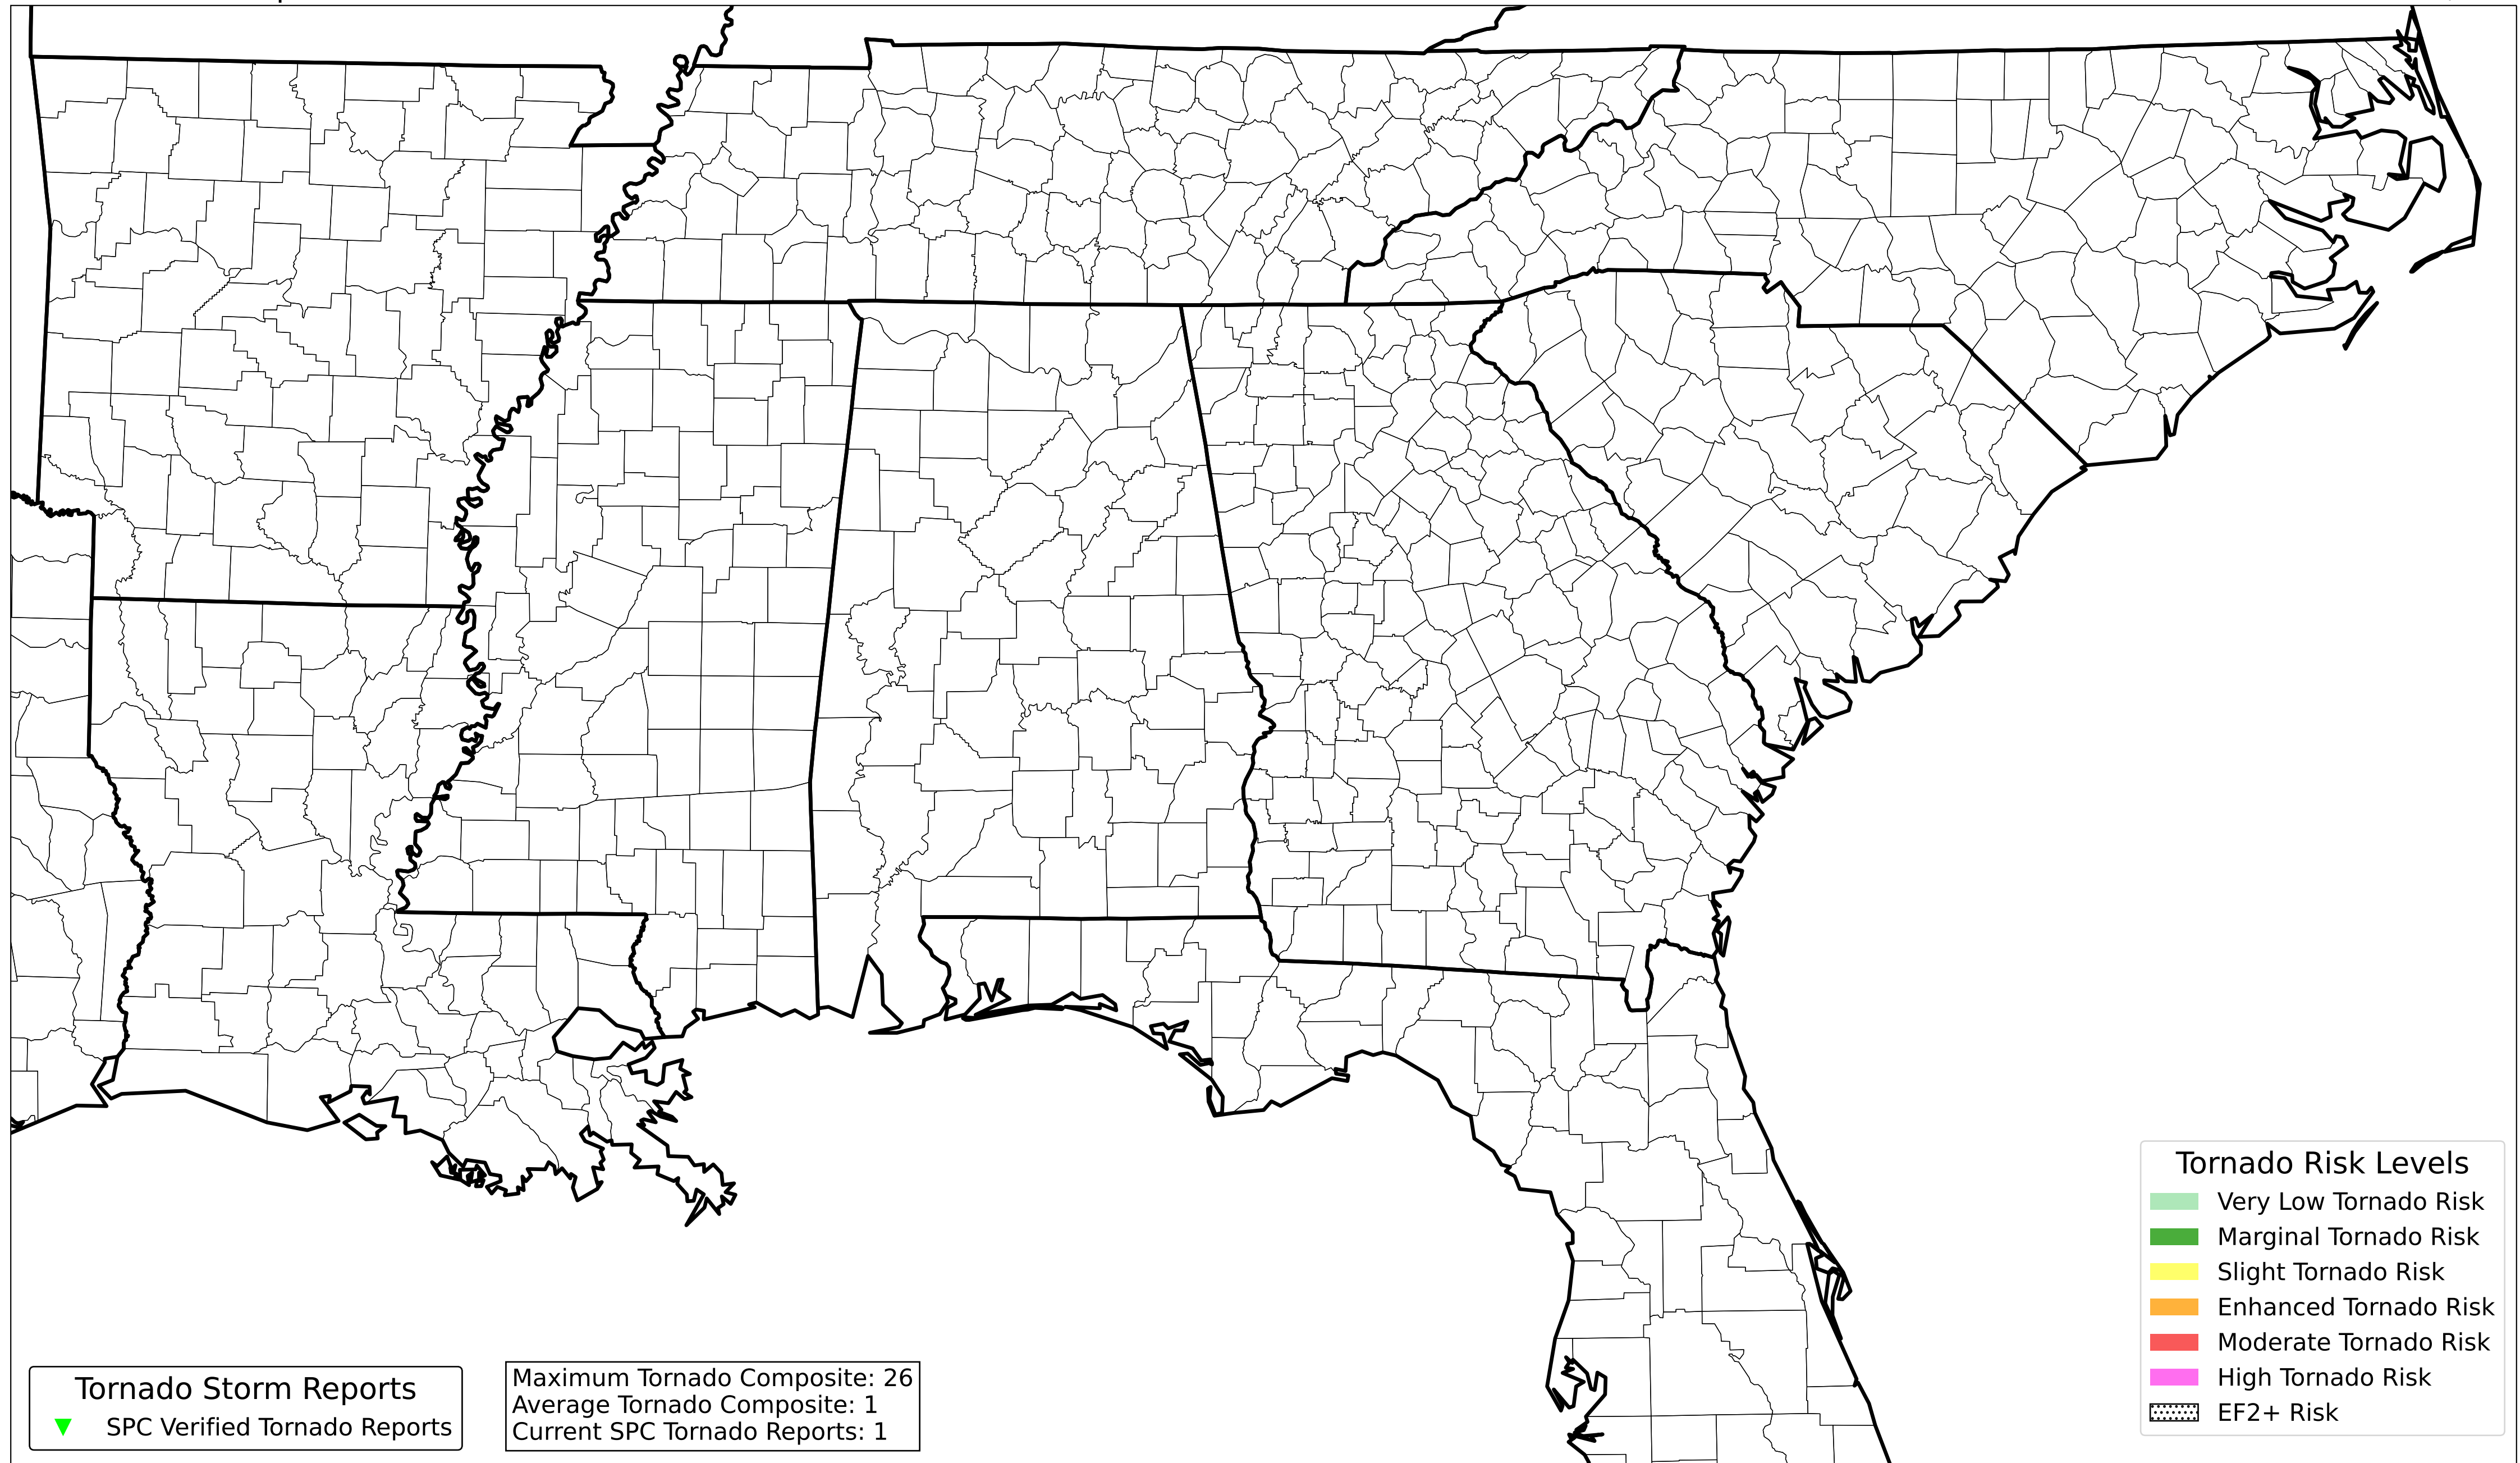 Tornado Storm Reports
SPC Verified Tornado Reports
Maximum Tornado Composite: 26
Average Tornado Composite: 1
Current SPC Tornado Reports: 1
Tornado Risk Levels
Very Low Tornado Risk
Marginal Tornado Risk
Slight Tornado Risk
Enhanced Tornado Risk
Moderate Tornado Risk
High Tornado Risk
EF2+ Risk